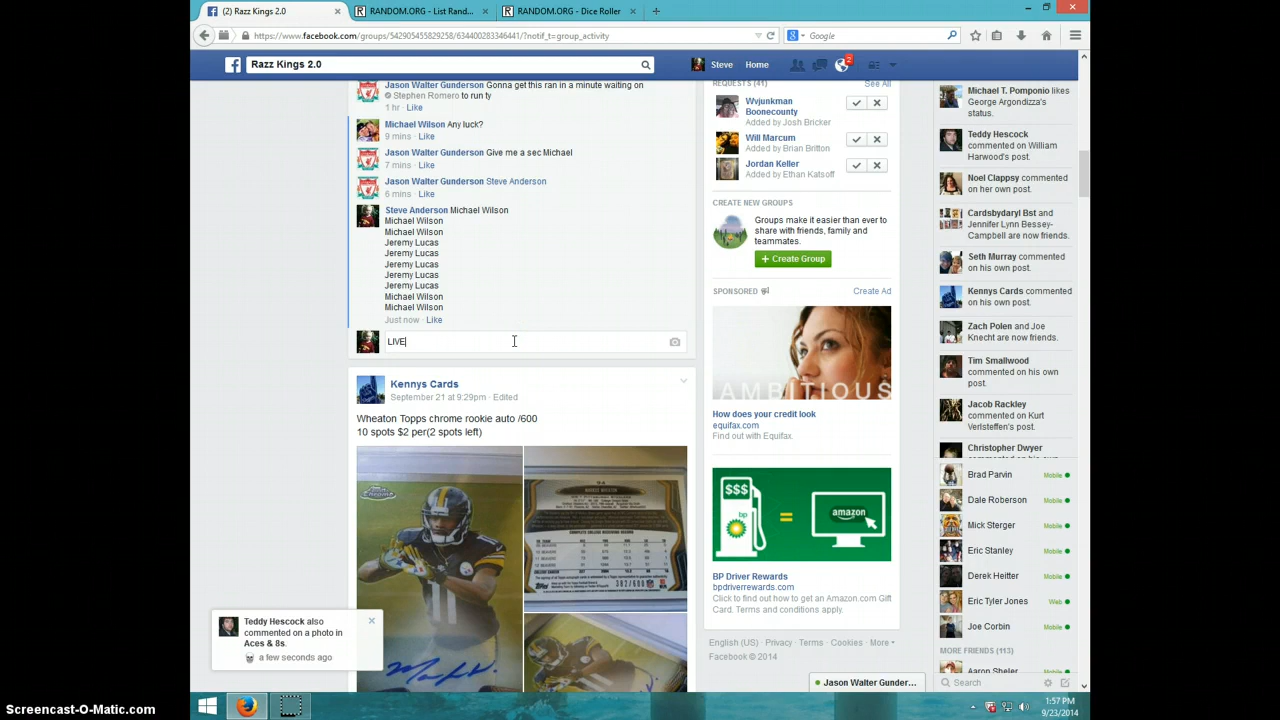 (2) Razz Kings 2.0
RANDOM.ORG - List Rand...
RANDOM.ORG - Dice Roller
https://www.facebook.com/groups/542905455829258/634400283346441/?notif_t=group_activity
Google
Razz Kings 2.0
Steve
Home
2
Jason Walter Gunderson Gonna get this ran in a minute waiting on
Stephen Romero to run ty
1 hr · Like
Michael Wilson Any luck?
9 mins · Like
Jason Walter Gunderson Give me a sec Michael
7 mins · Like
Jason Walter Gunderson Steve Anderson
6 mins · Like
Steve Anderson Michael Wilson
Michael Wilson
Michael Wilson
Jeremy Lucas
Jeremy Lucas
Jeremy Lucas
Jeremy Lucas
Jeremy Lucas
Michael Wilson
Michael Wilson
Just now · Like
LIVE
Kennys Cards
September 21 at 9:29pm · Edited
Wheaton Topps chrome rookie auto /600
10 spots $2 per(2 spots left)
Teddy Hescock also
commented on a photo in
Aces & 8s.
a few seconds ago
REQUESTS (41)
See All
Wvjunkman
Boonecounty
Added by Josh Bricker
Will Marcum
Added by Brian Britton
Jordan Keller
Added by Ethan Katsoff
CREATE NEW GROUPS
Groups make it easier than ever to
share with friends, family and
teammates.
+ Create Group
SPONSORED
Create Ad
AMBITIOUS
How does your credit look
equifax.com
Find out with Equifax.
$$$
bp
=
amazon
BP Driver Rewards
bpdriverrewards.com
Click to find out how to get an Amazon.com Gift
Card. Terms and conditions apply.
English (US) · Privacy · Terms · Cookies · More
Facebook © 2014
Jason Walter Gunder...
Michael T. Pomponio likes
George Argondizza's
status.
Teddy Hescock
commented on William
Harwood's post.
Noel Clappsy commented
on her own post.
Cardsbydaryl Bst and
Jennifer Lynn Bessey-
Campbell are now friends.
Seth Murray commented
on his own post.
Kennys Cards commented
on his own post.
Zach Polen and Joe
Knecht are now friends.
Tim Smallwood
commented on his own
post.
Jacob Rackley
commented on Kurt
Verlsteffen's post.
Christopher Dwyer
Brad Parvin Mobile
Dale Roberson Mobile
Mick Sterger Mobile
Eric Stanley Mobile
Derek Heitter Mobile
Eric Tyler Jones Web
Joe Corbin Mobile
MORE FRIENDS (113)
Aaron Sheler Mobile
Search
1:57 PM
9/23/2014
Screencast-O-Matic.com